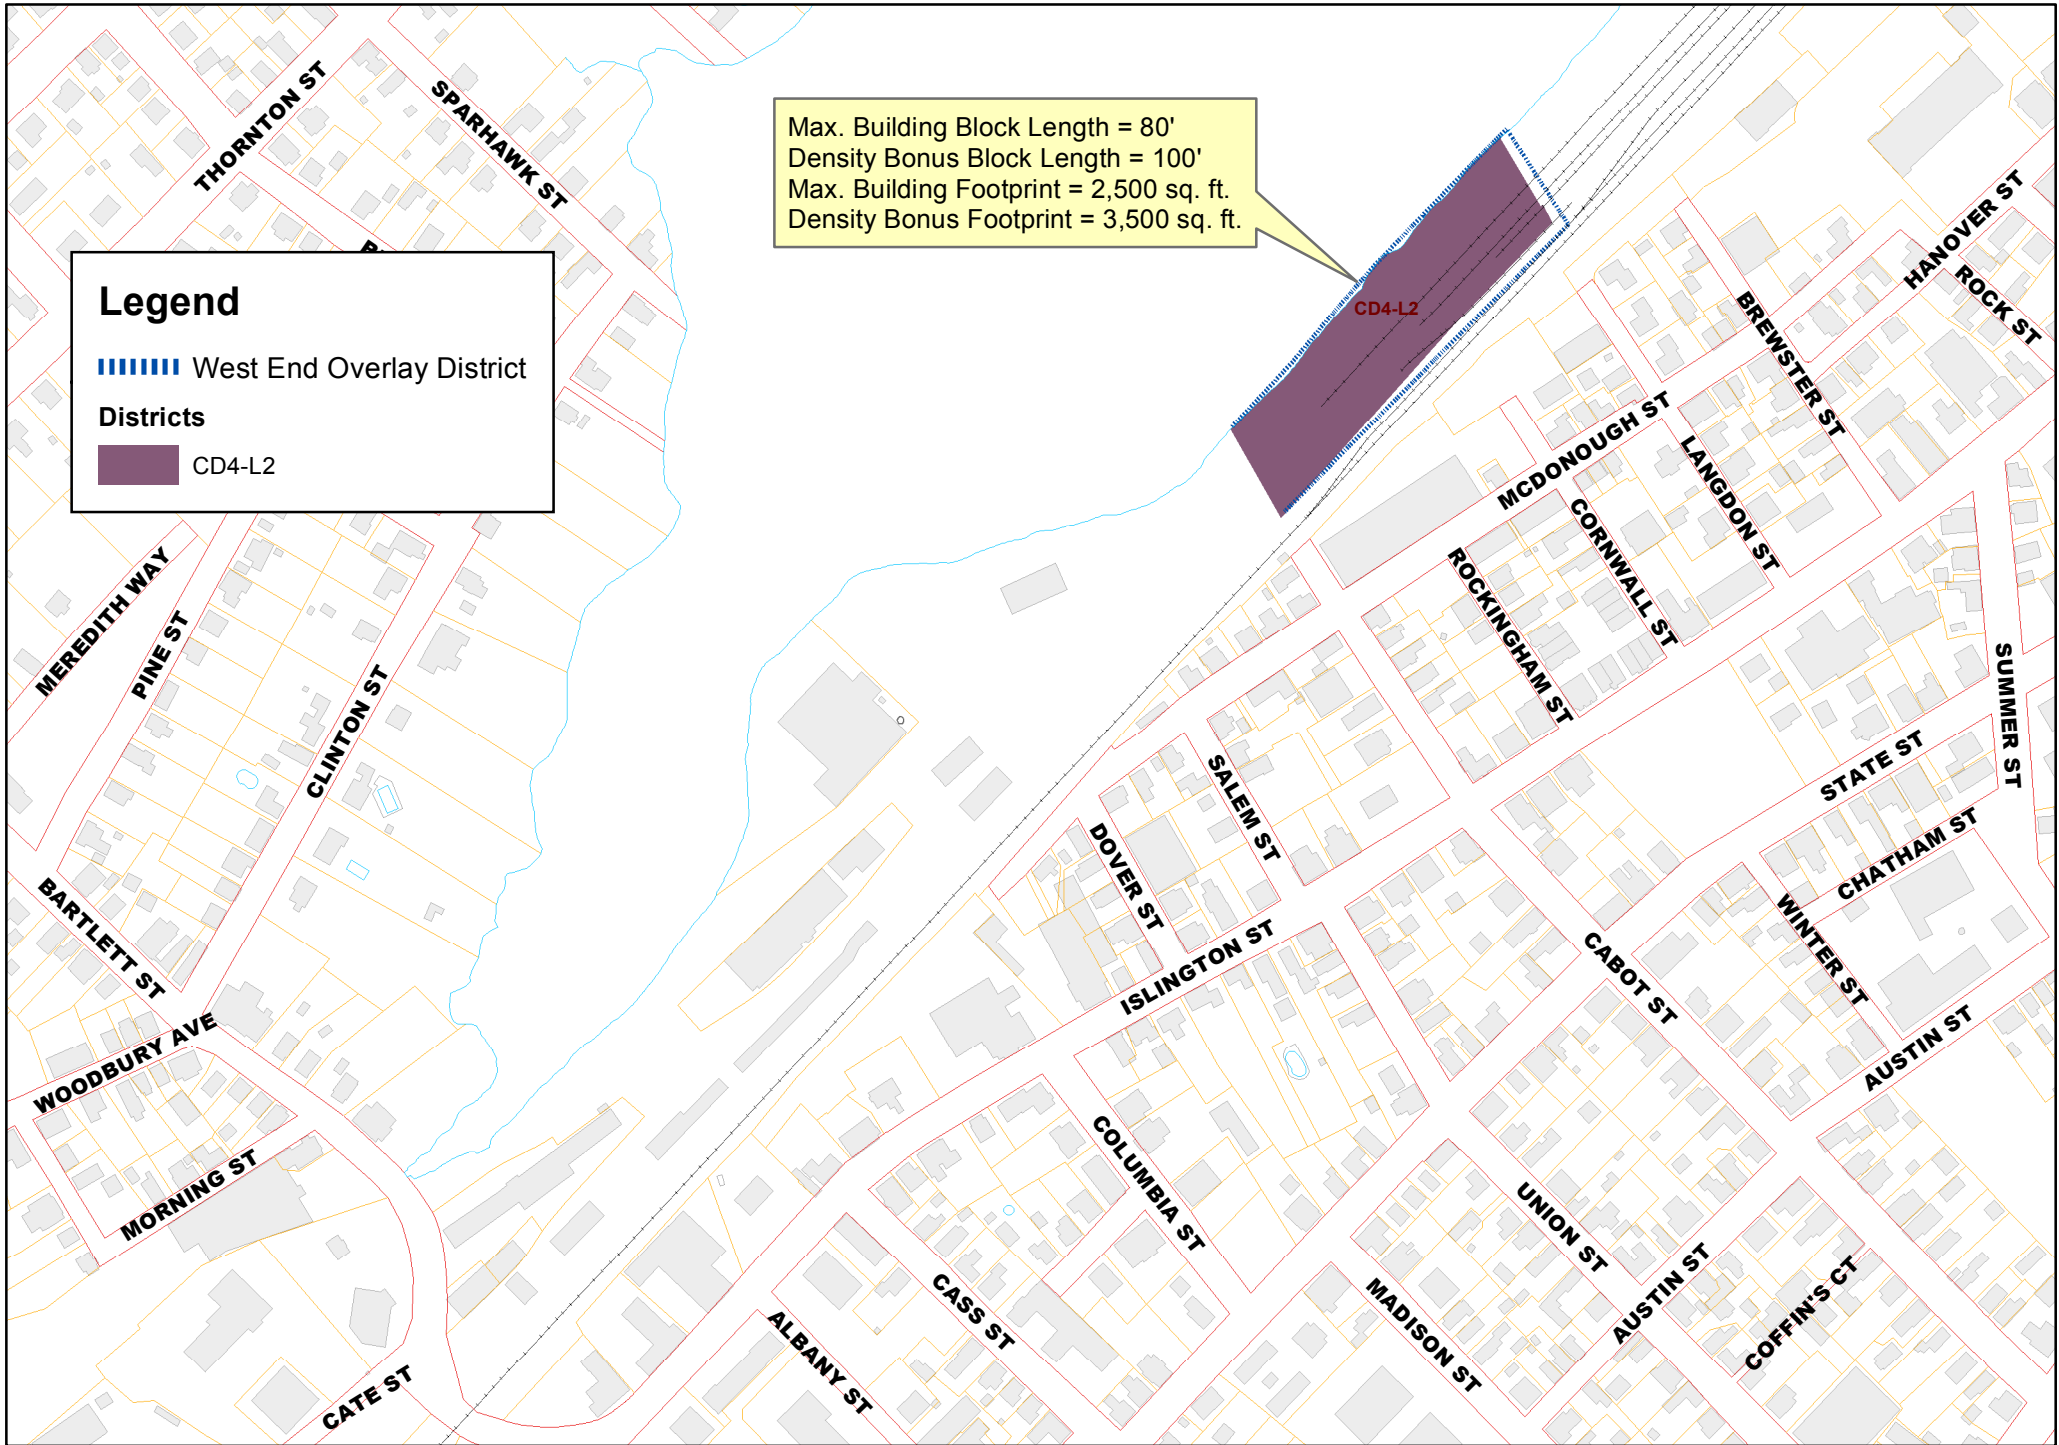 THORNTON ST
SPARHAWK ST
Max. Building Block Length = 80'
Density Bonus Block Length = 100'
Max. Building Footprint = 2,500 sq. ft.
Density Bonus Footprint = 3,500 sq. ft.
CD4-L2
Legend
West End Overlay District
Districts
CD4-L2
HANOVER ST
ROCK ST
BREWSTER ST
MCDONOUGH ST
LANGDON ST
CORNWALL ST
ROCKINGHAM ST
MEREDITH WAY
PINE ST
CLINTON ST
SUMMER ST
STATE ST
SALEM ST
DOVER ST
CHATHAM ST
WINTER ST
BARTLETT ST
ISLINGTON ST
CABOT ST
WOODBURY AVE
AUSTIN ST
MORNING ST
COLUMBIA ST
UNION ST
CASS ST
MADISON ST
AUSTIN ST
COFFIN'S CT
ALBANY ST
CATE ST